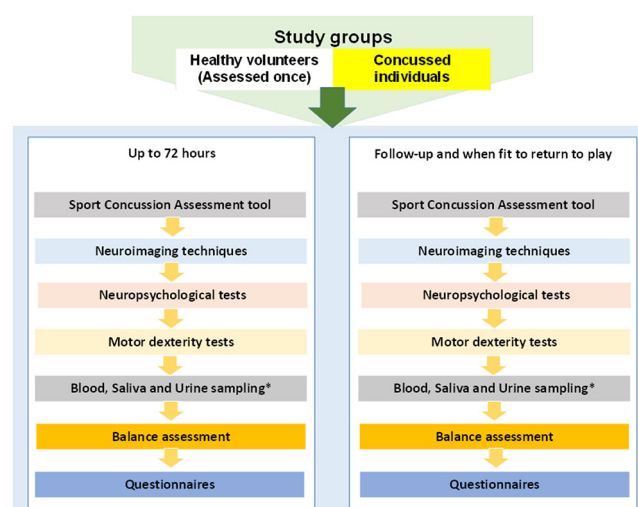 Study groups
Healthy volunteers
(Assessed once)
Concussed
individuals
Up to 72 hours
Sport Concussion Assessment tool
Neuroimaging techniques
Neuropsychological tests
Motor dexterity tests
Blood, Saliva and Urine sampling*
Balance assessment
Questionnaires
Follow-up and when fit to return to play
Sport Concussion Assessment tool
Neuroimaging techniques
Neuropsychological tests
Motor dexterity tests
Blood, Saliva and Urine sampling*
Balance assessment
Questionnaires